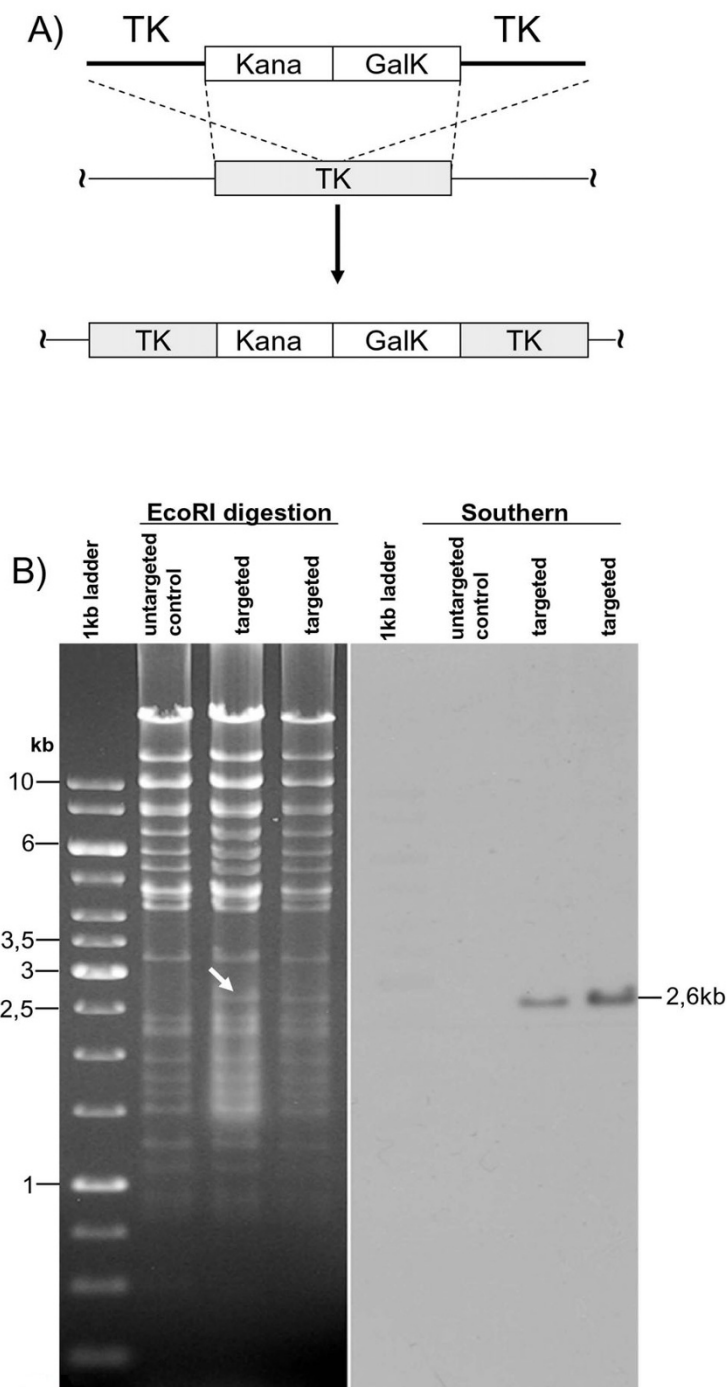 A)
TK
TK
Kana
GalK
TK
TK
Kana
GalK
TK
EcoRI digestion
Southern
B)
1kb ladder
untargeted
control
targeted
targeted
1kb ladder
untargeted
control
targeted
targeted
kb
10
6
3,5
3
2,5
1
2,6kb